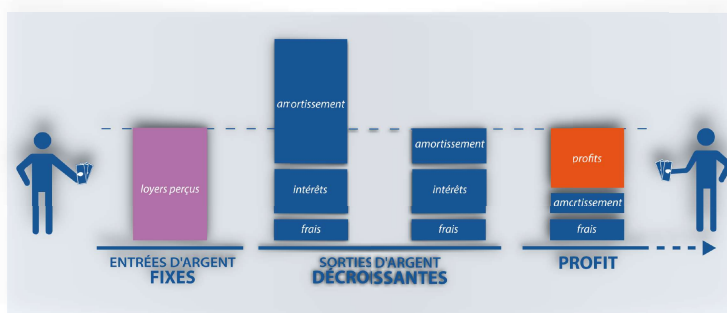 amortissement
amortissement
profits
loyers perçus
intérêts
intérêts
amortissement
frais
frais
frais
ENTRÉES D'ARGENT
FIXES
SORTIES D'ARGENT
DÉCROISSANTES
PROFIT